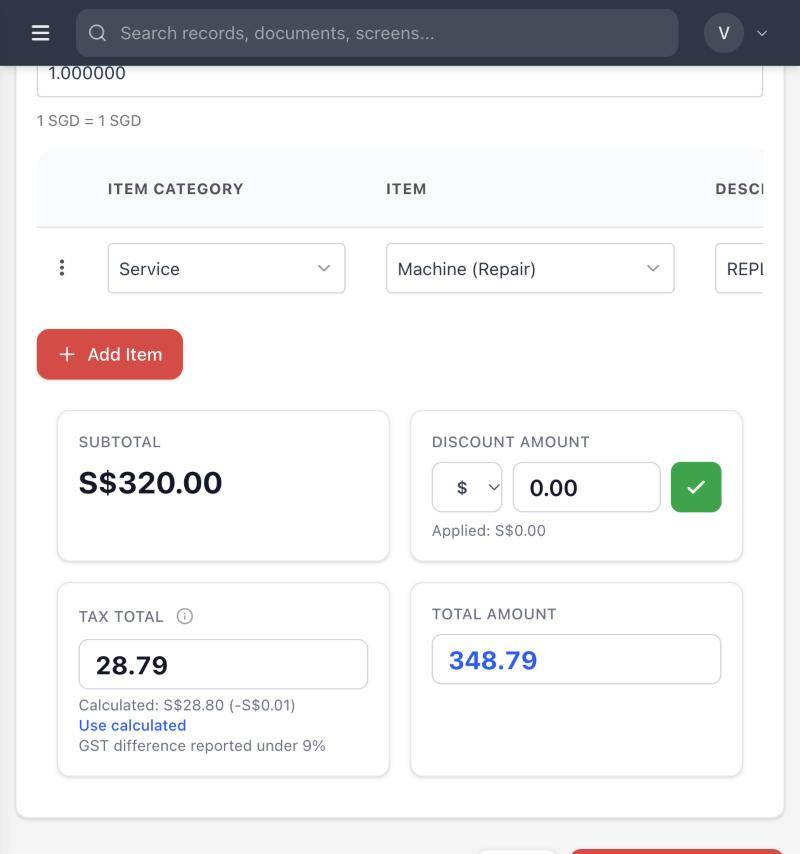 Search records, documents, screens...
V
1.000000
1 SGD = 1 SGD
ITEM CATEGORY
ITEM
Service
Machine (Repair)
Add Item
SUBTOTAL
S$320.00
DISCOUNT AMOUNT
$
0.00
Applied: S$0.00
TAX TOTAL
28.79
Calculated: S$28.80 (-S$0.01)
Use calculated
GST difference reported under 9%
TOTAL AMOUNT
348.79